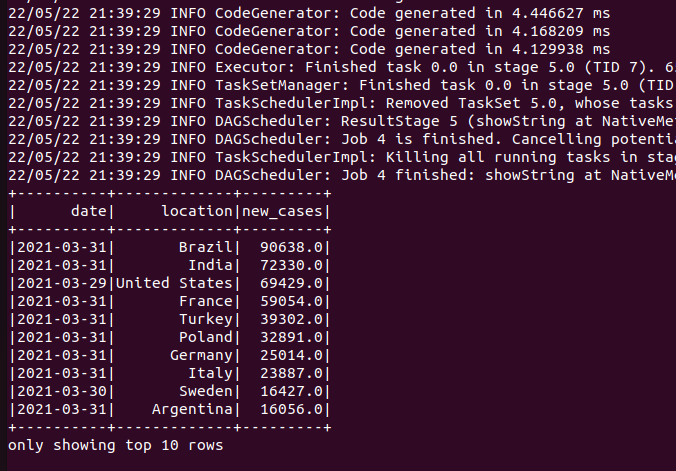 22/05/22 21:39:29 INFO CodeGenerator: Code generated in 4.446627 ms
22/05/22 21:39:29 INFO CodeGenerator: Code generated in 4.168209 ms
22/05/22 21:39:29 INFO CodeGenerator: Code generated in 4.129938 ms
22/05/22 21:39:29 INFO Executor: Finished task 0.0 in stage 5.0 (TID 7). 6
22/05/22 21:39:29 INFO TaskSetManager: Finished task 0.0 in stage 5.0 (TID
22/05/22 21:39:29 INFO TaskSchedulerImpl: Removed TaskSet 5.0, whose tasks
22/05/22 21:39:29 INFO DAGScheduler: ResultStage 5 (showString at NativeMe
22/05/22 21:39:29 INFO DAGScheduler: Job 4 is finished. Cancelling potentia
22/05/22 21:39:29 INFO TaskSchedulerImpl: Killing all running tasks in stag
22/05/22 21:39:29 INFO DAGScheduler: Job 4 finished: showString at NativeMe
+----------+-------------+---------+
|      date|     location|new_cases|
+----------+-------------+---------+
|2021-03-31|       Brazil|  90638.0|
|2021-03-31|        India|  72330.0|
|2021-03-29|United States|  69429.0|
|2021-03-31|       France|  59054.0|
|2021-03-31|       Turkey|  39302.0|
|2021-03-31|       Poland|  32891.0|
|2021-03-31|      Germany|  25014.0|
|2021-03-31|        Italy|  23887.0|
|2021-03-30|       Sweden|  16427.0|
|2021-03-31|    Argentina|  16056.0|
+----------+-------------+---------+
only showing top 10 rows